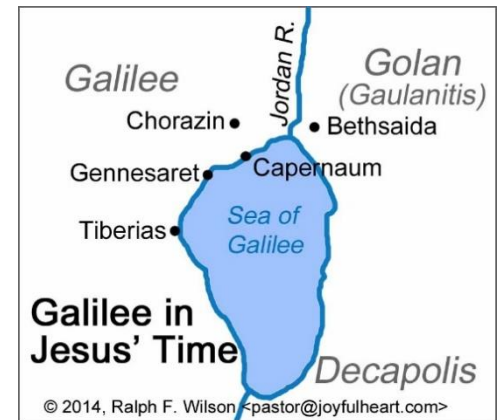 Galilee
Jordan R.
Golan
(Gaulanitis)
Chorazin
Bethsaida
Capernaum
Gennesaret
Sea of
Galilee
Tiberias
Galilee in
Jesus' Time
Decapolis
© 2014, Ralph F. Wilson <pastor@joyfulheart.com>